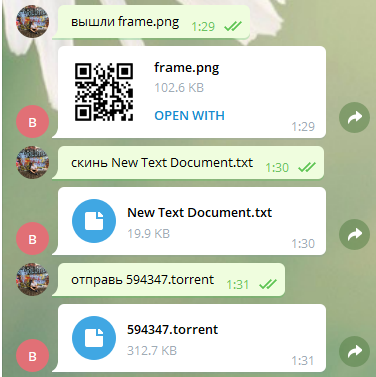 вышли frame.png
1:29
frame.png
102.6 KB
OPEN WITH
1:29
B
скинь New Text Document.txt
1:30
New Text Document.txt
19.9 KB
1:30
B
отправь 594347.torrent
1:31
594347.torrent
312.7 KB
1:31
B